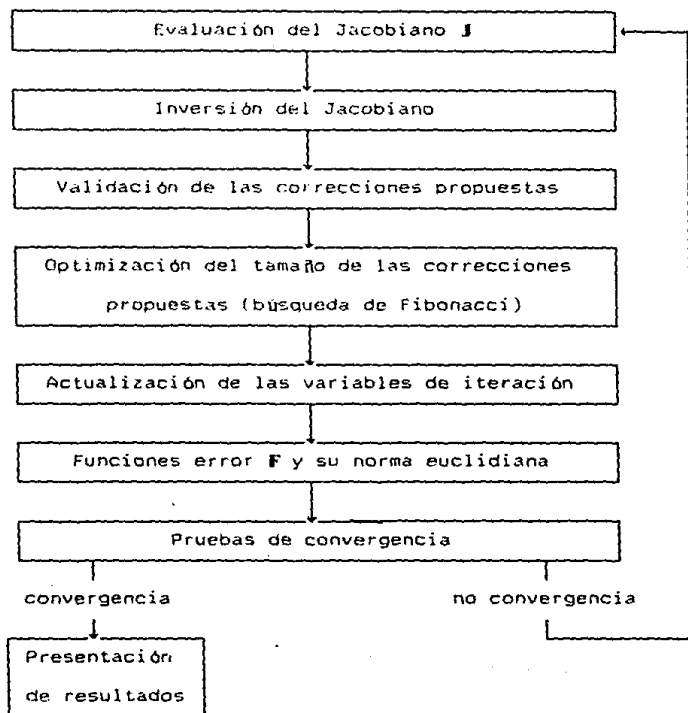 Evaluación del Jacobiano J
Inversión del Jacobiano
Validación de las correcciones propuestas
Optimización del tamaño de las correcciones
propuestas (búsqueda de Fibonacci)
Actualización de las variables de iteración
Funciones error F y su norma euclidiana
Pruebas de convergencia
convergencia
no convergencia
Presentación
de resultados